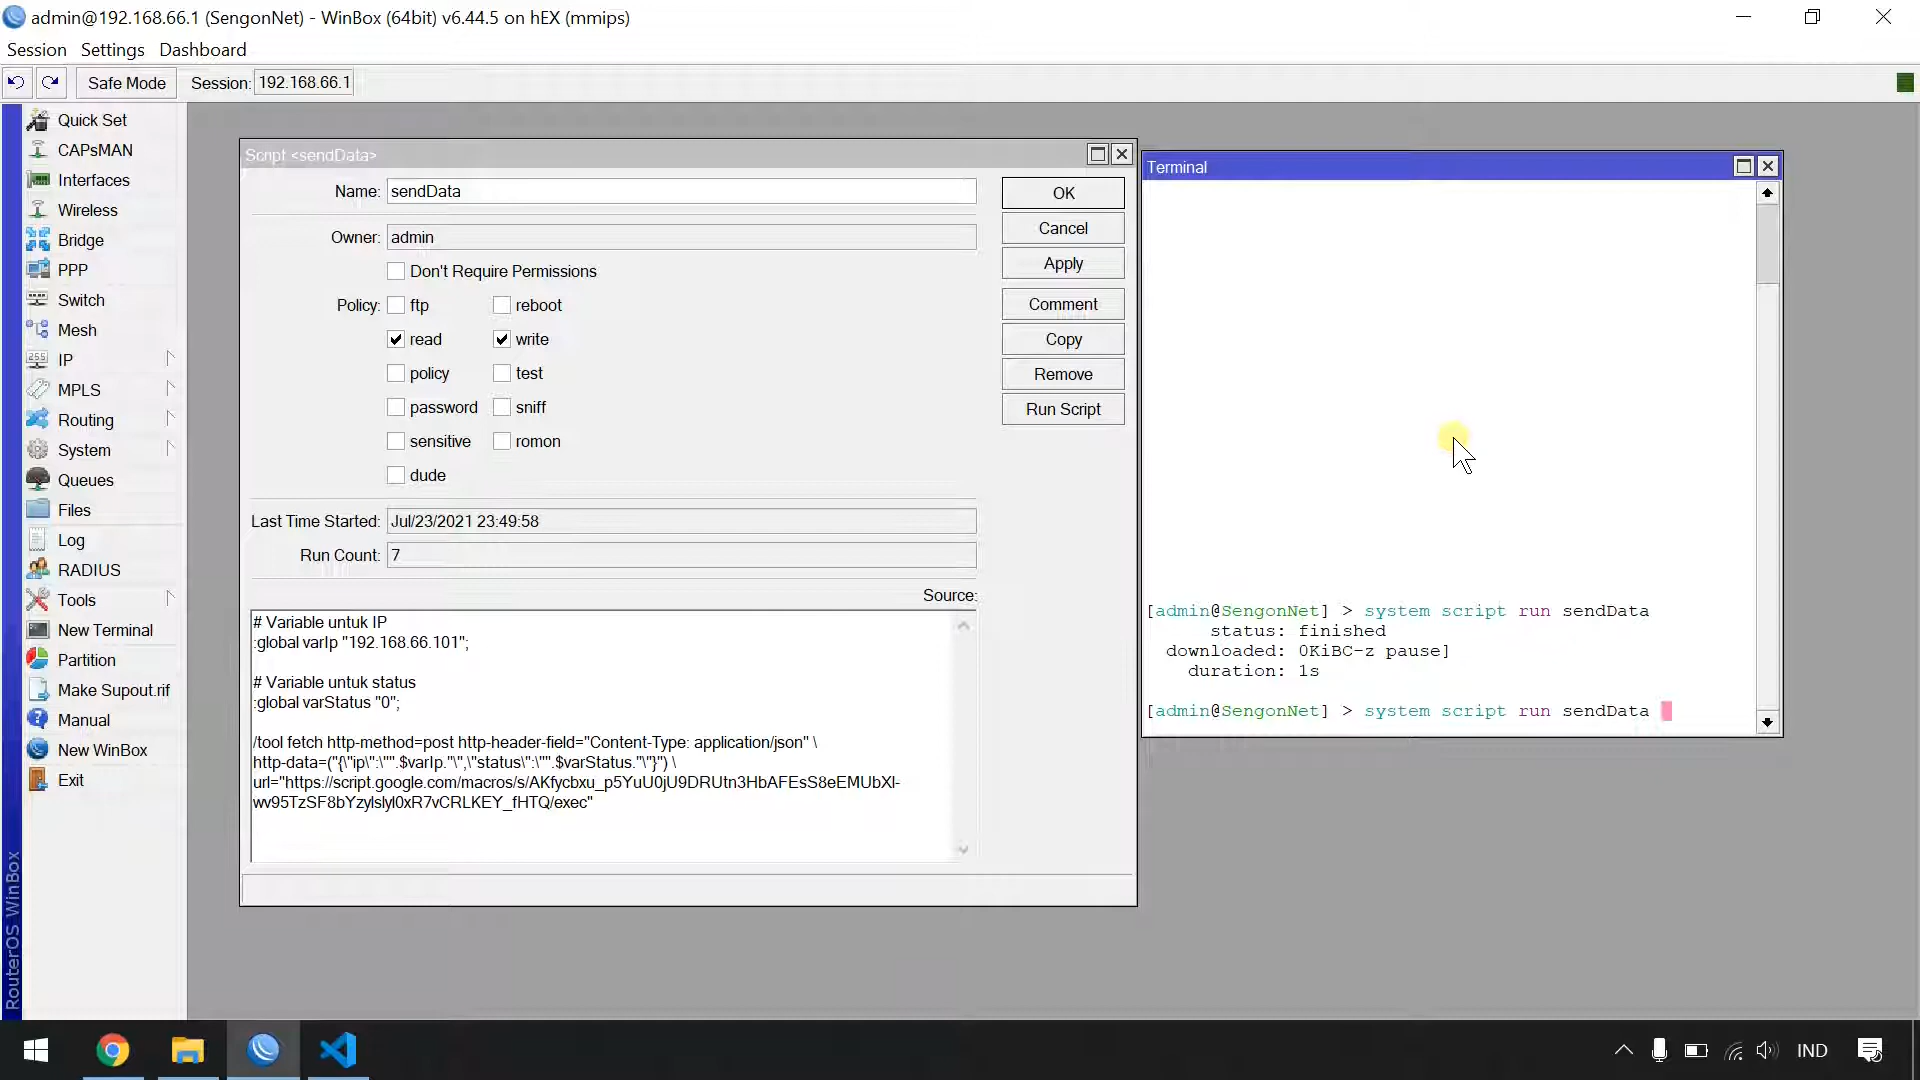 admin@192.168.66.1 (SengonNet) - WinBox (64bit) v6.44.5 on hEX (mmips)
Session Settings Dashboard
Safe Mode Session: 192.168.66.1
Quick Set
CAPsMAN
Interfaces
Wireless
Bridge
PPP
Switch
Mesh
255 IP
MPLS
Routing
System
Queues
Files
Log
RADIUS
Tools
New Terminal
Partition
Make Supout.rif
Manual
New WinBox
Exit
RouterOS WinBox
Script <sendData>
Name: sendData
Owner: admin
Don't Require Permissions
Policy: ftp reboot
read write
policy test
password sniff
sensitive romon
dude
Last Time Started: Jul/23/2021 23:49:58
Run Count: 7
Source:
# Variable untuk IP
:global varIp "192.168.66.101";
# Variable untuk status
:global varStatus "0";
/tool fetch http-method=post http-header-field="Content-Type: application/json" \
http-data=("{\"ip\":\"".$varIp."\",\"status\":\"".$varStatus."\"}") \
url="https://script.google.com/macros/s/AKfycbxu_p5YuU0jU9DRUtn3HbAFEsS8eEMUbXl-
wv95TzSF8bYzylslyl0xR7vCRLKEY_fHTQ/exec"
OK
Cancel
Apply
Comment
Copy
Remove
Run Script
Terminal
[admin@SengonNet] > system script run sendData
status: finished
downloaded: 0KiBC-z pause]
duration: 1s
[admin@SengonNet] > system script run sendData
IND